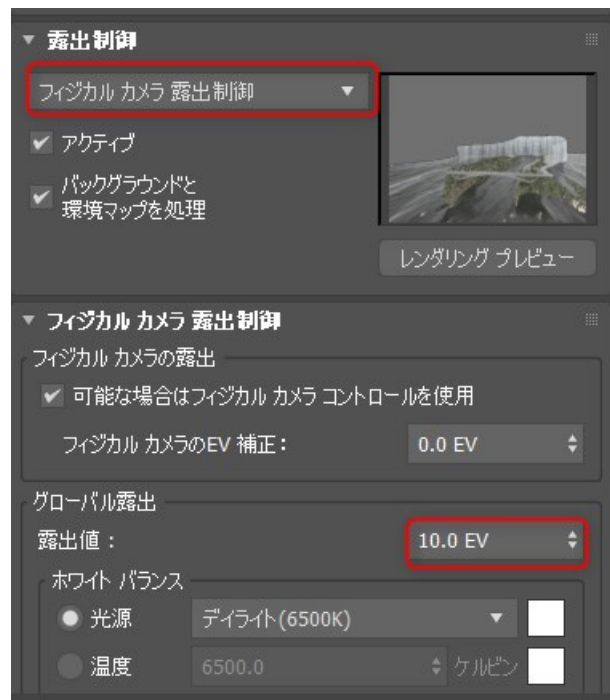 露出制御
フィジカル カメラ 露出制御
アクティブ
バックグラウンドと
環境マップを処理
レンダリング プレビュー
フィジカル カメラ 露出制御
フィジカル カメラの露出
可能な場合はフィジカル カメラ コントロールを使用
フィジカル カメラのEV 補正： 0.0 EV
グローバル露出
露出値： 10.0 EV
ホワイト バランス
光源 デイライト(6500K)
温度 6500.0 ケルビン